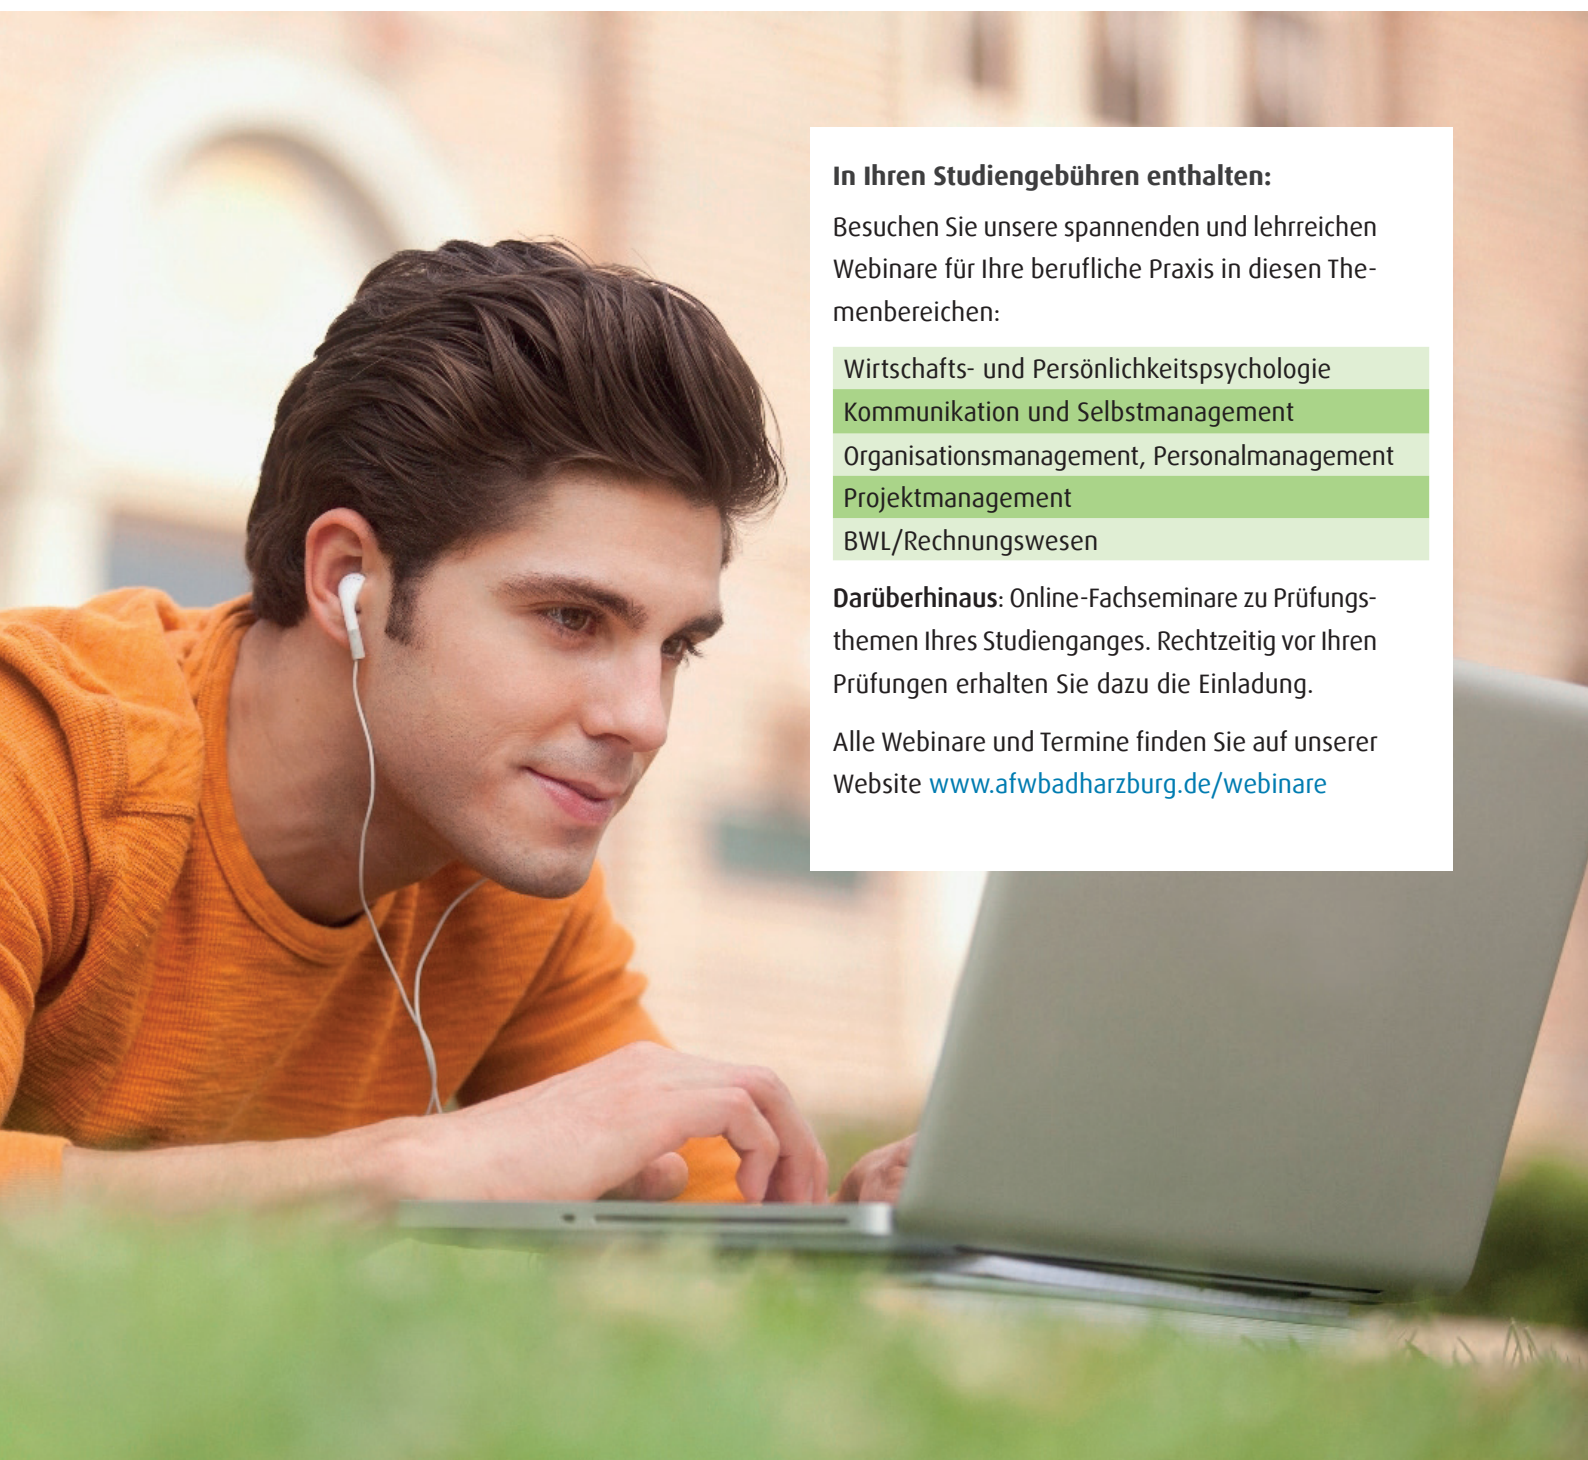 In Ihren Studiengebühren enthalten:
Besuchen Sie unsere spannenden und lehrreichen
Webinare für Ihre berufliche Praxis in diesen The-
menbereichen:
Wirtschafts- und Persönlichkeitspsychologie
Kommunikation und Selbstmanagement
Organisationsmanagement, Personalmanagement
Projektmanagement
BWL/Rechnungswesen
Darüberhinaus: Online-Fachseminare zu Prüfungs-
themen Ihres Studienganges. Rechtzeitig vor Ihren
Prüfungen erhalten Sie dazu die Einladung.
Alle Webinare und Termine finden Sie auf unserer
Website www.afwbadharzburg.de/webinare